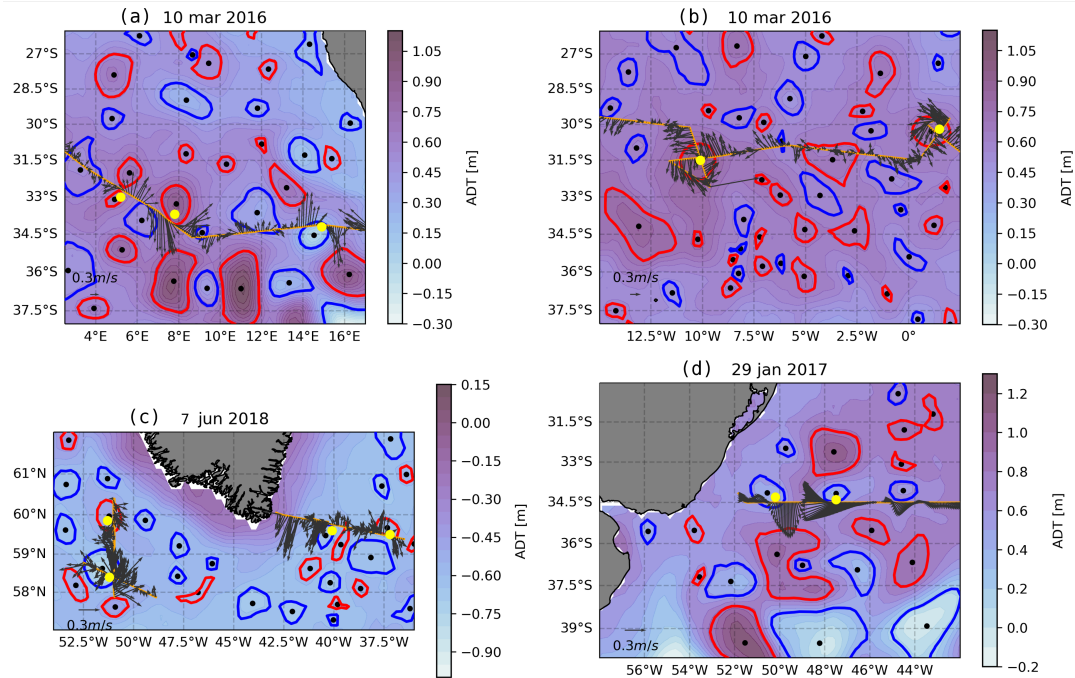 (a) 10 mar 2016
27°S
28.5°S
30°S
31.5°S
33°S
34.5°S
36°S
37.5°S
0.3m/s
4°E 6°E 8°E 10°E 12°E 14°E 16°E
1.05
0.90
0.75
0.60
0.45
0.30
0.15
0.00
−0.15
−0.30
ADT [m]
(b) 10 mar 2016
27°S
28.5°S
30°S
31.5°S
33°S
34.5°S
36°S
37.5°S
0.3m/s
12.5°W 10°W 7.5°W 5°W 2.5°W 0°
1.05
0.90
0.75
0.60
0.45
0.30
0.15
0.00
−0.15
−0.30
ADT [m]
(c) 7 jun 2018
61°N
60°N
59°N
58°N
0.3m/s
52.5°W 50°W 47.5°W 45°W 42.5°W 40°W 37.5°W
0.15
0.00
−0.15
−0.30
−0.45
−0.60
−0.75
−0.90
ADT [m]
(d) 29 jan 2017
31.5°S
33°S
34.5°S
36°S
37.5°S
39°S
0.3m/s
56°W 54°W 52°W 50°W 48°W 46°W 44°W
1.2
1.0
0.8
0.6
0.4
0.2
0.0
−0.2
ADT [m]